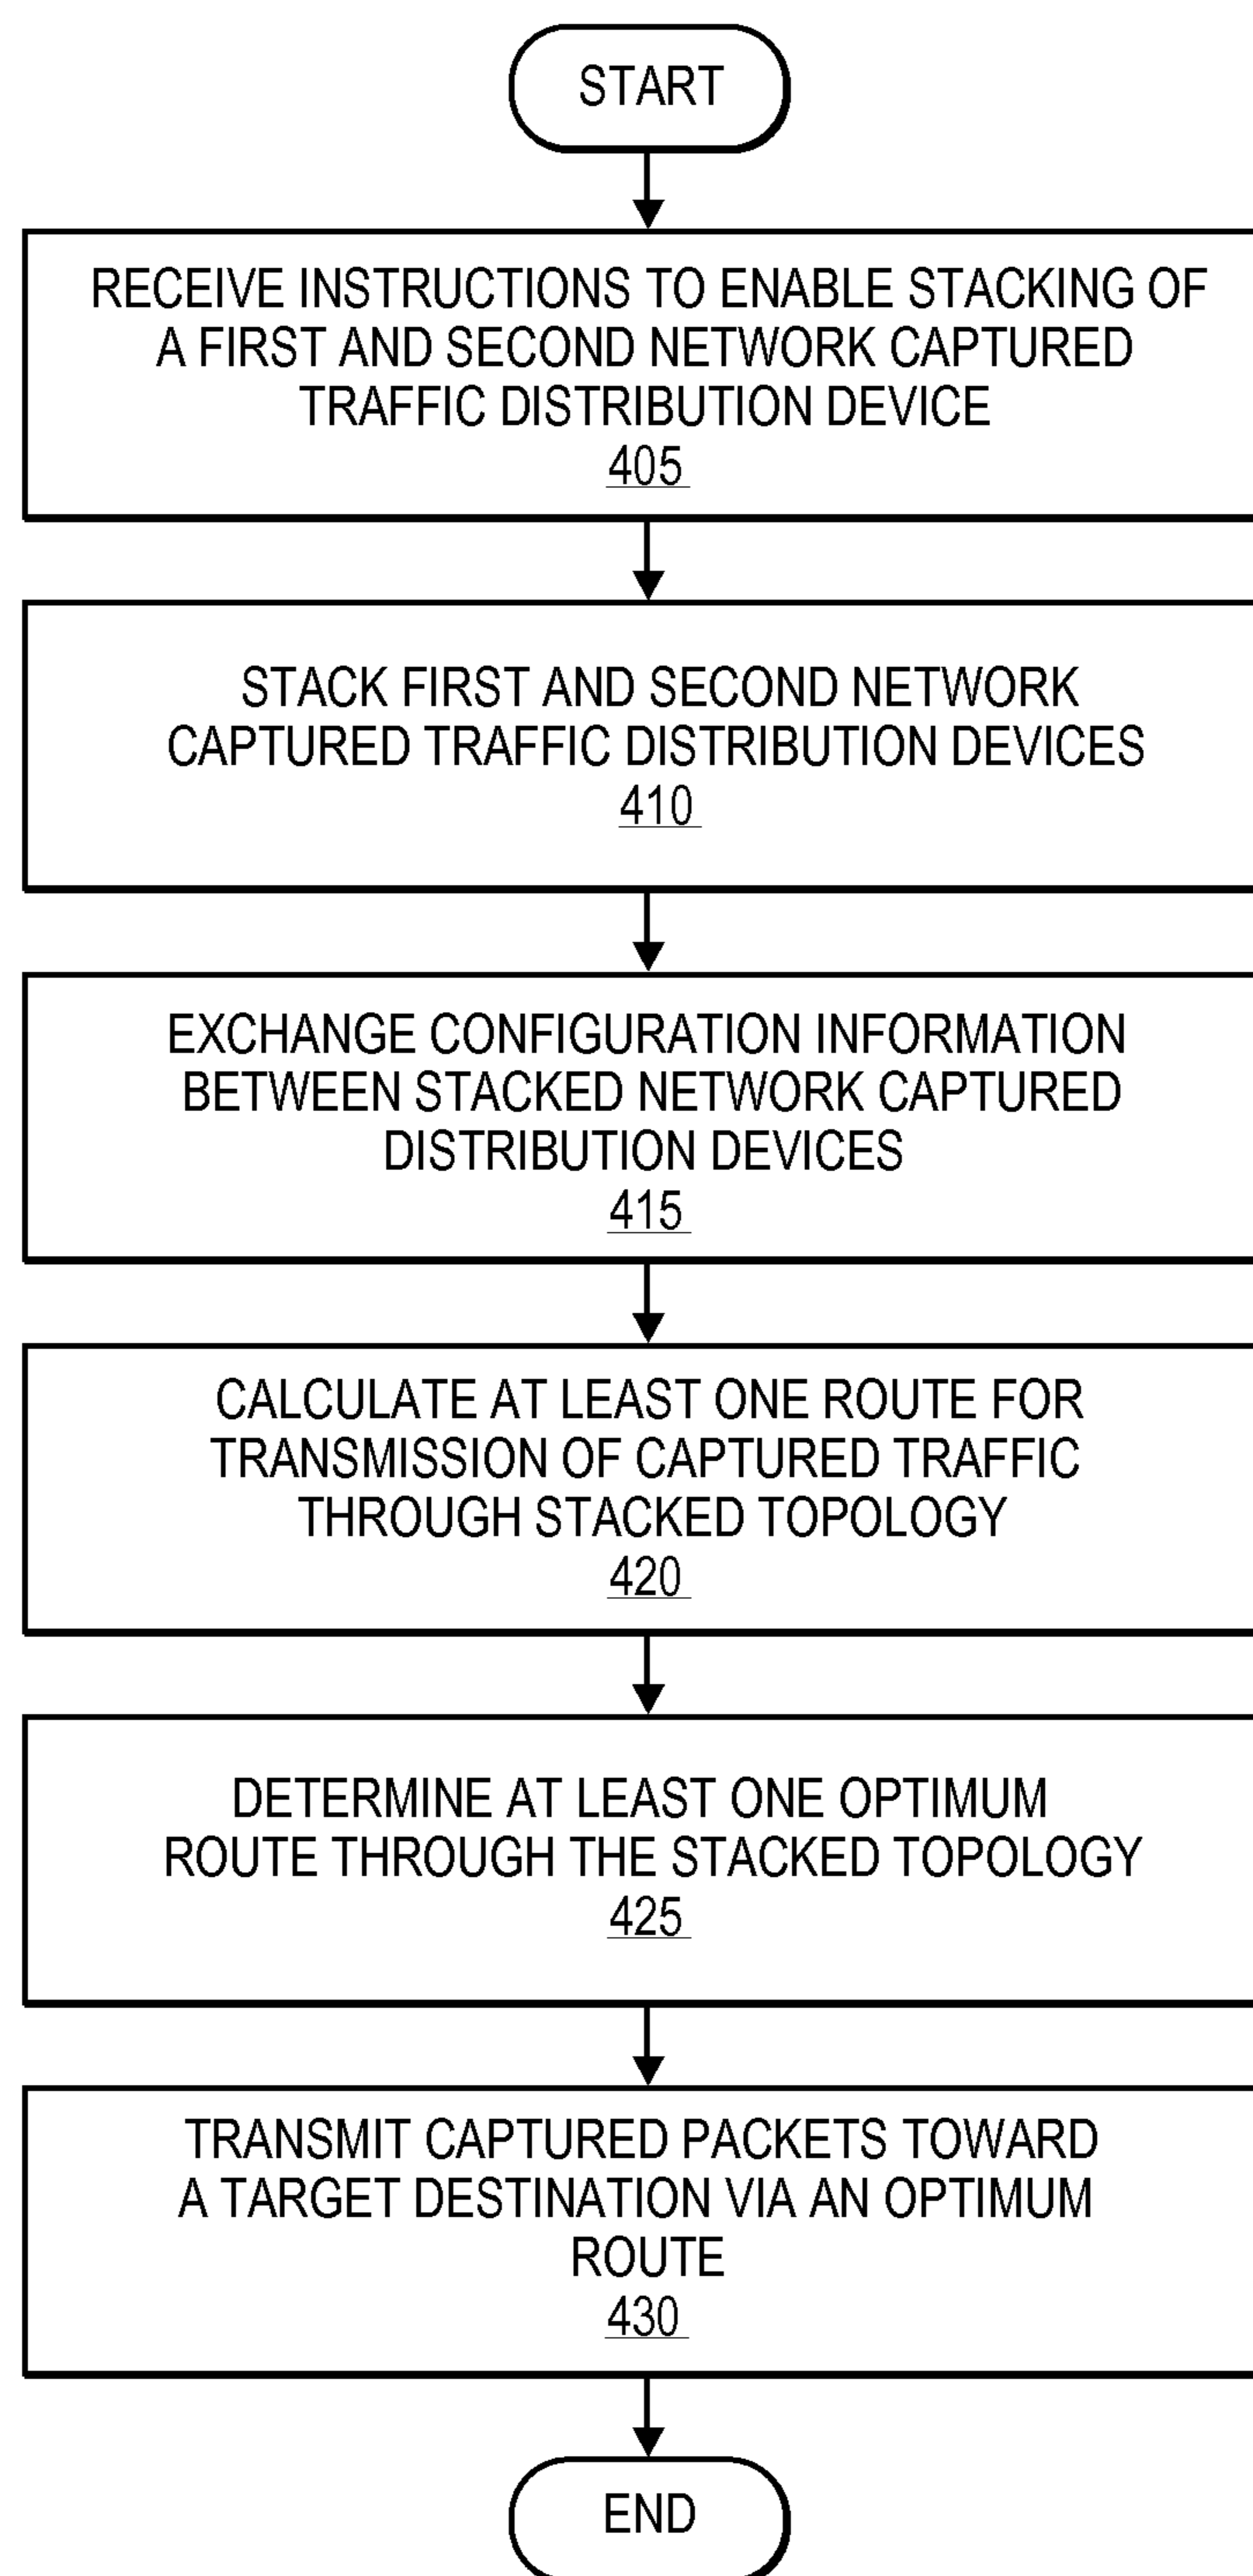 START
RECEIVE INSTRUCTIONS TO ENABLE STACKING OF
A FIRST AND SECOND NETWORK CAPTURED
TRAFFIC DISTRIBUTION DEVICE
405
STACK FIRST AND SECOND NETWORK
CAPTURED TRAFFIC DISTRIBUTION DEVICES
410
EXCHANGE CONFIGURATION INFORMATION
BETWEEN STACKED NETWORK CAPTURED
DISTRIBUTION DEVICES
415
CALCULATE AT LEAST ONE ROUTE FOR
TRANSMISSION OF CAPTURED TRAFFIC
THROUGH STACKED TOPOLOGY
420
DETERMINE AT LEAST ONE OPTIMUM
ROUTE THROUGH THE STACKED TOPOLOGY
425
TRANSMIT CAPTURED PACKETS TOWARD
A TARGET DESTINATION VIA AN OPTIMUM
ROUTE
430
END